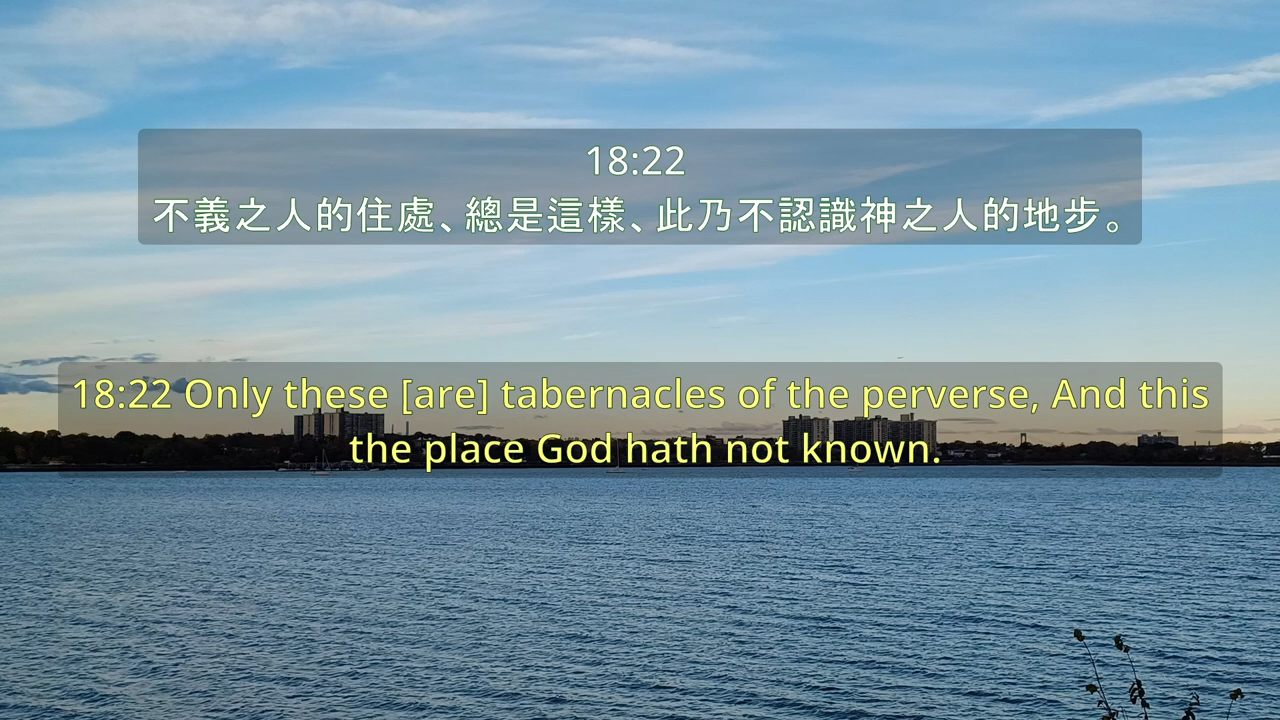 18:22
不義之人的住處、總是這樣、此乃不認識神之人的地步。
18:22 Only these [are] tabernacles of the perverse, And this
the place God hath not known.